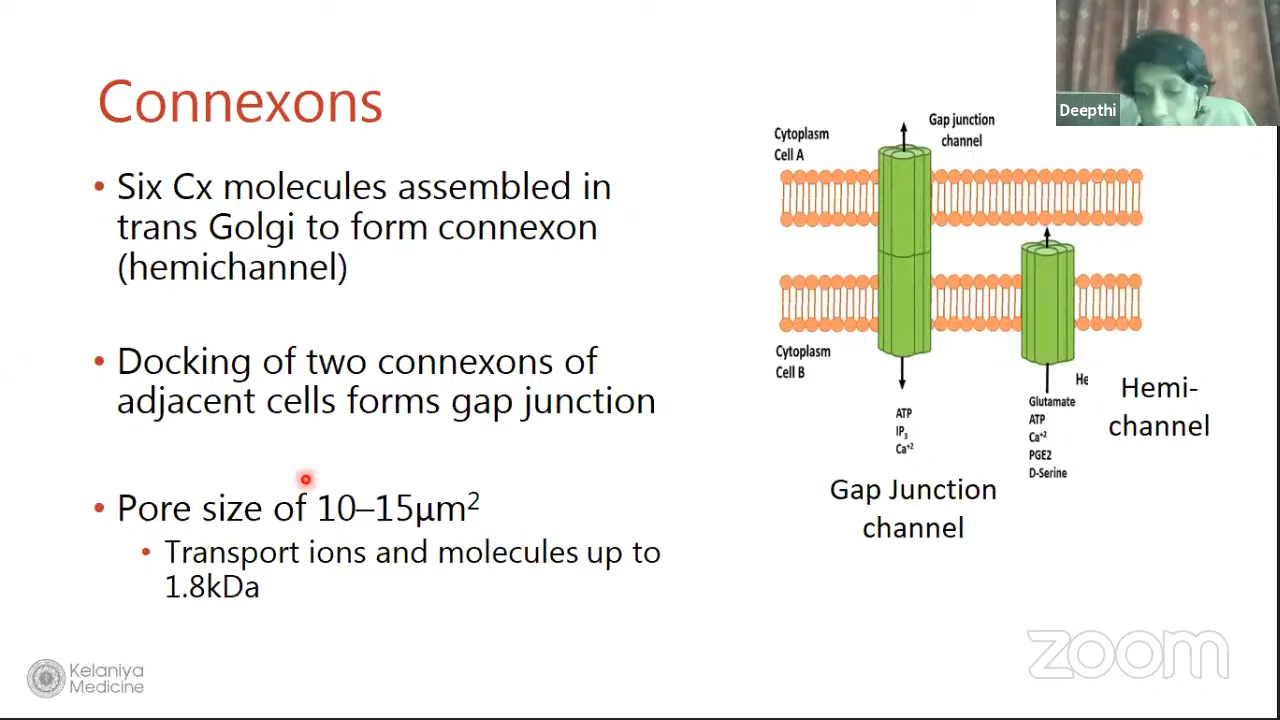 Connexons
• Six Cx molecules assembled in
trans Golgi to form connexon
(hemichannel)
• Docking of two connexons of
adjacent cells forms gap junction
• Pore size of 10–15μm²
• Transport ions and molecules up to
1.8kDa
Deepthi
Cytoplasm
Cell A
Gap junction
channel
Cytoplasm
Cell B
ATP
IP₃
Ca⁺²
Gap Junction
channel
He
Glutamate
ATP
Ca⁺²
PGE2
D-Serine
Hemi-
channel
Kelaniya
Medicine
zoom